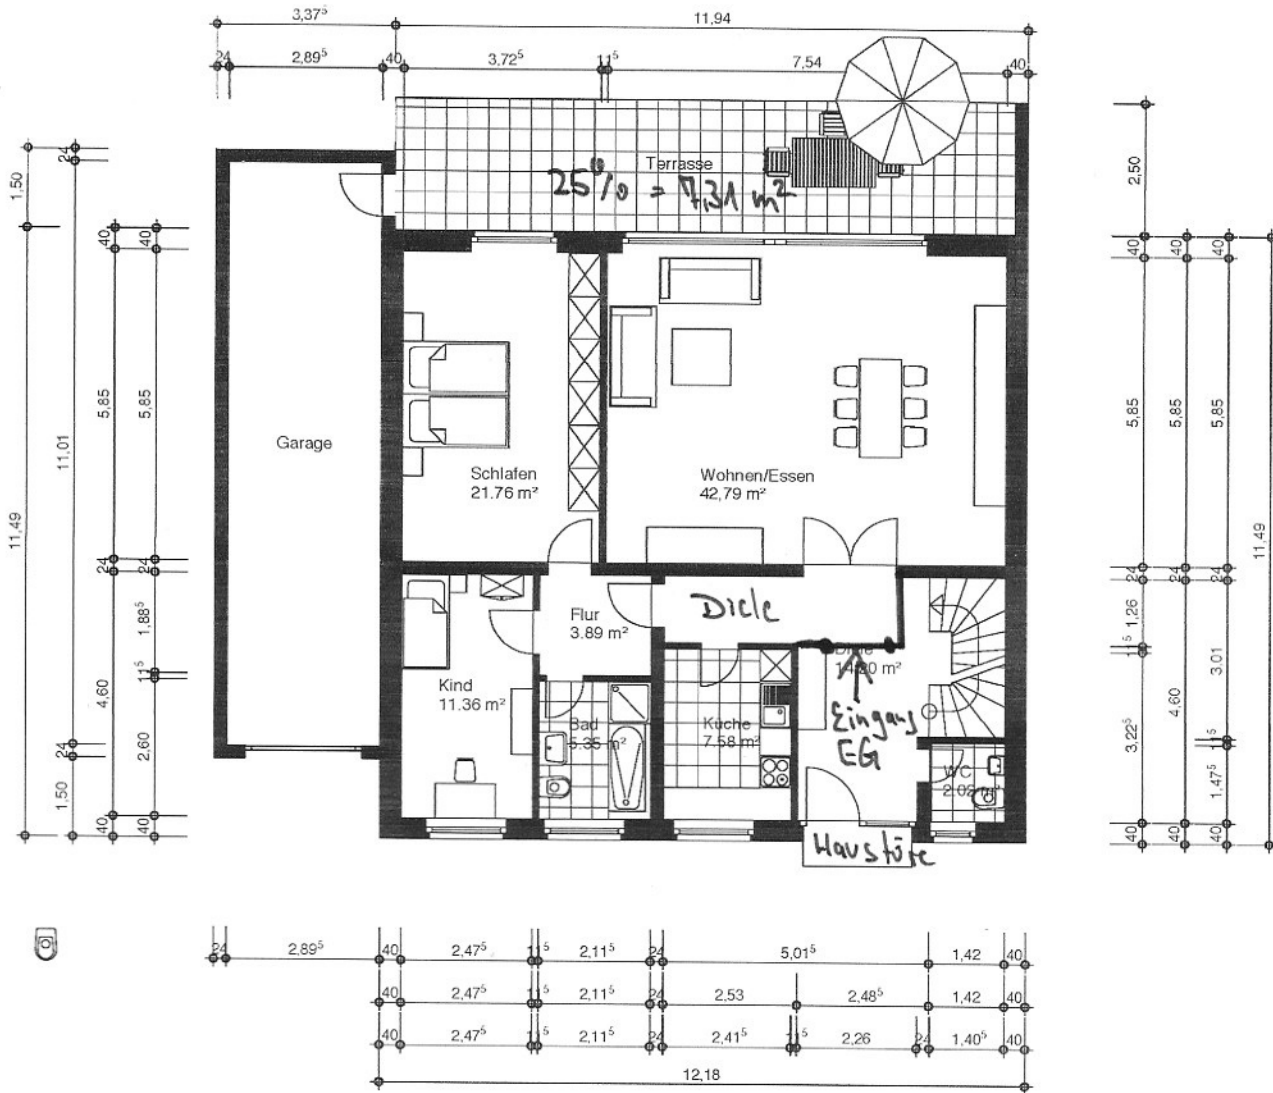 3,37⁵ 11,94
24 2,89⁵ 40 3,72⁵ 11⁵ 7,54 40
Terrasse
25% = 7,31 m²
24
1,50
40 40
5,85 5,85
11,01
11,49
24 24
1,88⁵
11⁵
4,60
2,60
24
1,50
40 40
2,50
40 40 40
5,85 5,85 5,85
11,49
24 24 24
1,26
11⁵
3,01
4,60
3,22⁵
11⁵
1,47⁵
40 40 40
Garage
Schlafen
21.76 m²
Wohnen/Essen
42,79 m²
Diele
Flur
3.89 m²
Diele
14.20 m²
Kind
11.36 m²
Bad
5.35 m²
Küche
7.58 m²
Eingang
EG
WC
2.02 m²
Haustüre
24 2,89⁵ 40 2,47⁵ 11⁵ 2,11⁵ 24 5,01⁵ 1,42 40
40 2,47⁵ 11⁵ 2,11⁵ 24 2,53 2,48⁵ 1,42 40
40 2,47⁵ 11⁵ 2,11⁵ 24 2,41⁵ 11⁵ 2,26 24 1,40⁵ 40
12,18